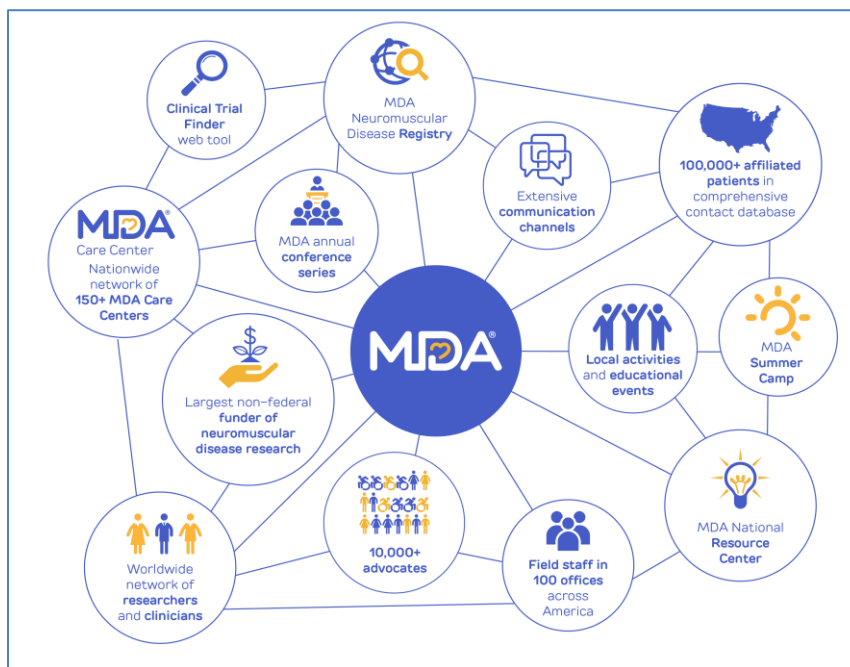 Clinical Trial
Finder
web tool
MDA
Neuromuscular
Disease Registry
Extensive
communication
channels
100,000+ affiliated
patients in
comprehensive
contact database
MDA®
Care Center
Nationwide
network of
150+ MDA Care
Centers
MDA annual
conference
series
MDA®
Local activities
and educational
events
MDA
Summer
Camp
$
Largest non-federal
funder of
neuromuscular
disease research
10,000+
advocates
MDA National
Resource
Center
Worldwide
network of
researchers
and clinicians
Field staff in
100 offices
across
America